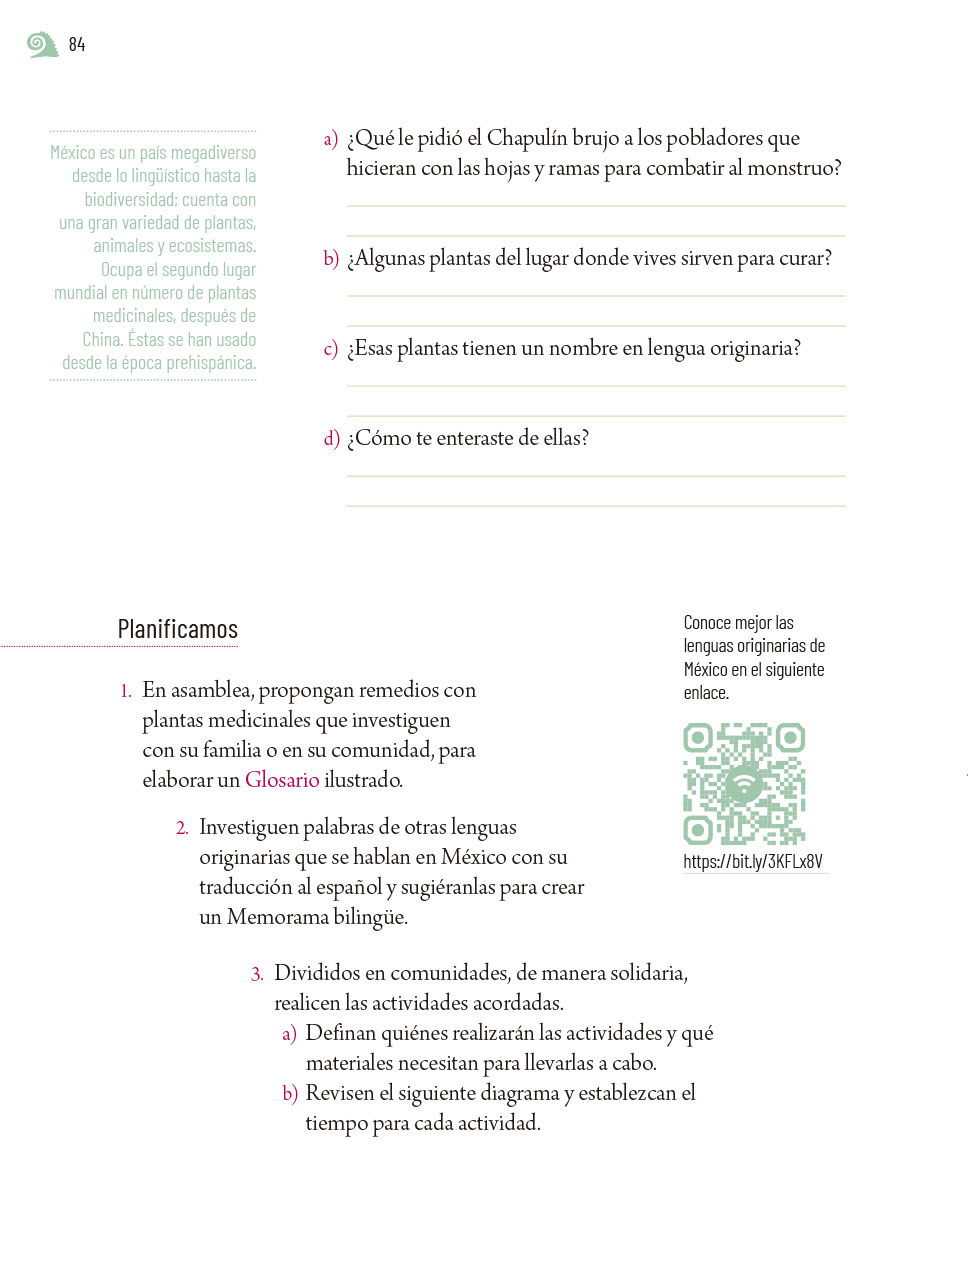 84
México es un país megadiverso
desde lo lingüístico hasta la
biodiversidad; cuenta con
una gran variedad de plantas,
animales y ecosistemas.
Ocupa el segundo lugar
mundial en número de plantas
medicinales, después de
China. Éstas se han usado
desde la época prehispánica.
a) ¿Qué le pidió el Chapulín brujo a los pobladores que
hicieran con las hojas y ramas para combatir al monstruo?
b) ¿Algunas plantas del lugar donde vives sirven para curar?
c) ¿Esas plantas tienen un nombre en lengua originaria?
d) ¿Cómo te enteraste de ellas?
Planificamos
1. En asamblea, propongan remedios con
plantas medicinales que investiguen
con su familia o en su comunidad, para
elaborar un Glosario ilustrado.
2. Investiguen palabras de otras lenguas
originarias que se hablan en México con su
traducción al español y sugiéranlas para crear
un Memorama bilingüe.
3. Divididos en comunidades, de manera solidaria,
realicen las actividades acordadas.
a) Definan quiénes realizarán las actividades y qué
materiales necesitan para llevarlas a cabo.
b) Revisen el siguiente diagrama y establezcan el
tiempo para cada actividad.
Conoce mejor las
lenguas originarias de
México en el siguiente
enlace.
https://bit.ly/3KFLx8V